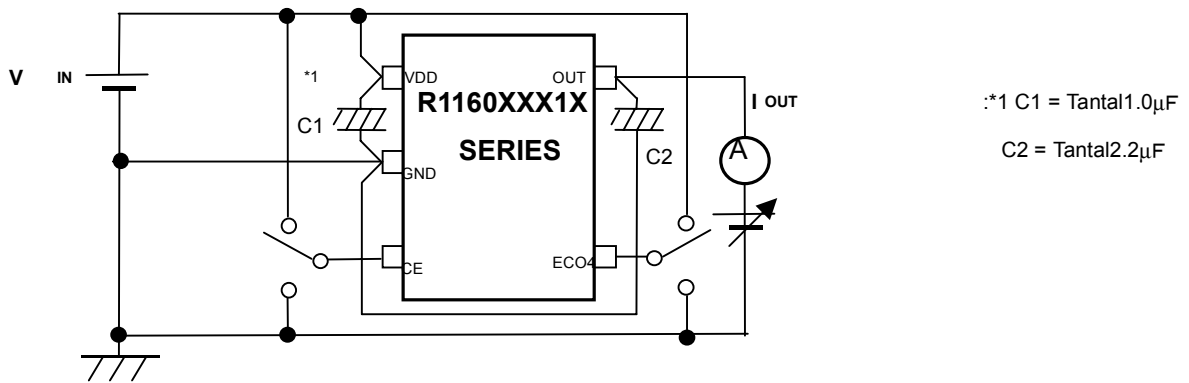 V IN
*1
C1
VDD
GND
CE
R1160XXX1X
SERIES
OUT
ECO4
C2
I OUT
A
:*1 C1 = Tantal1.0μF
C2 = Tantal2.2μF